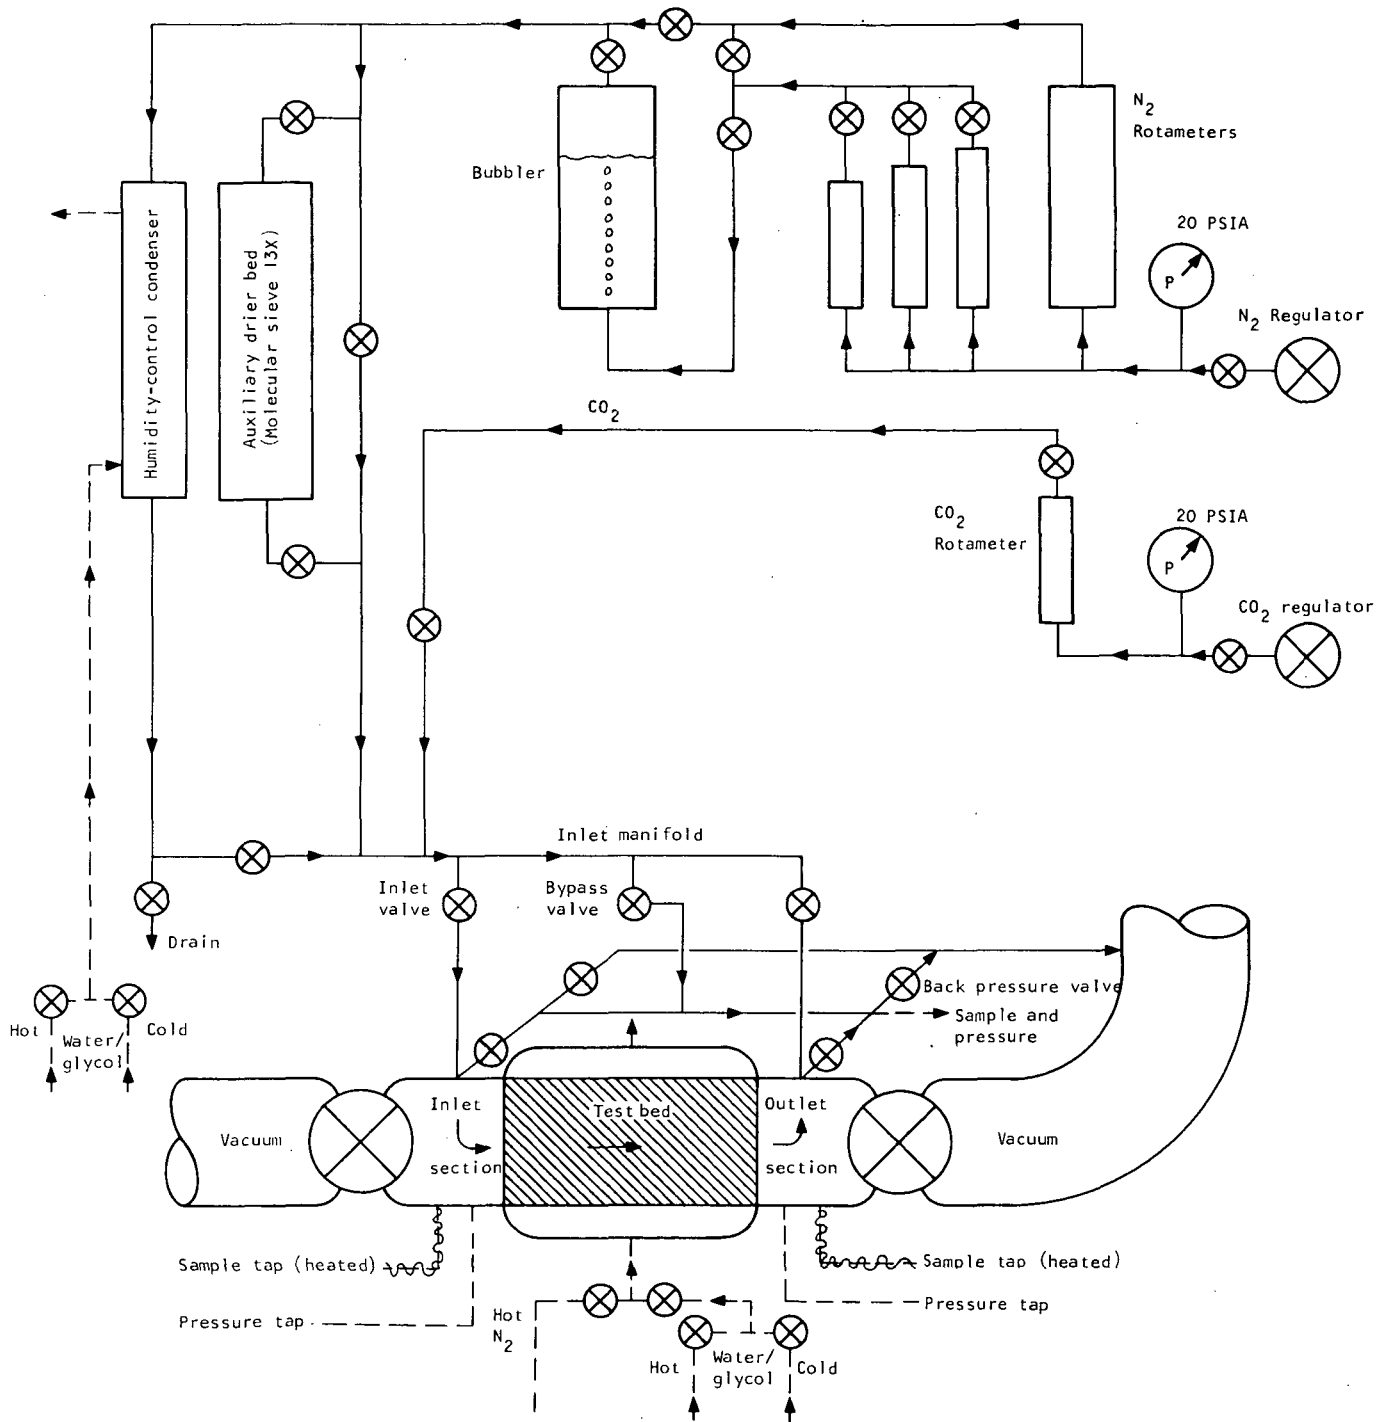 N2
Rotameters
Bubbler
20 PSIA
P
N2 Regulator
Humidity-control condenser
Auxiliary drier bed
(Molecular sieve 13X)
CO2
CO2
Rotameter
20 PSIA
P
CO2 regulator
Inlet manifold
Inlet
valve
Bypass
valve
Drain
Back pressure valve
Sample and
pressure
Hot
Water/
glycol
Cold
Vacuum
Inlet
section
Test bed
Outlet
section
Vacuum
Sample tap (heated)
Sample tap (heated)
Pressure tap
Pressure tap
Hot
N2
Hot
Water/
glycol
Cold